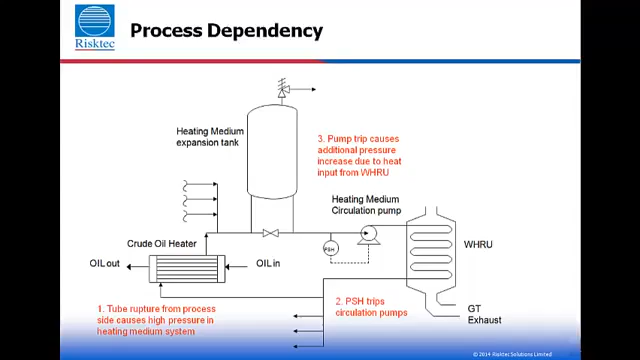 Risktec
Process Dependency
Heating Medium
expansion tank
3. Pump trip causes
additional pressure
increase due to heat
input from WHRU
Heating Medium
Circulation pump
Crude Oil Heater
PSH
WHRU
OIL out
OIL in
1. Tube rupture from process
side causes high pressure in
heating medium system
2. PSH trips
circulation pumps
GT
Exhaust
© 2014 Risktec Solutions Limited